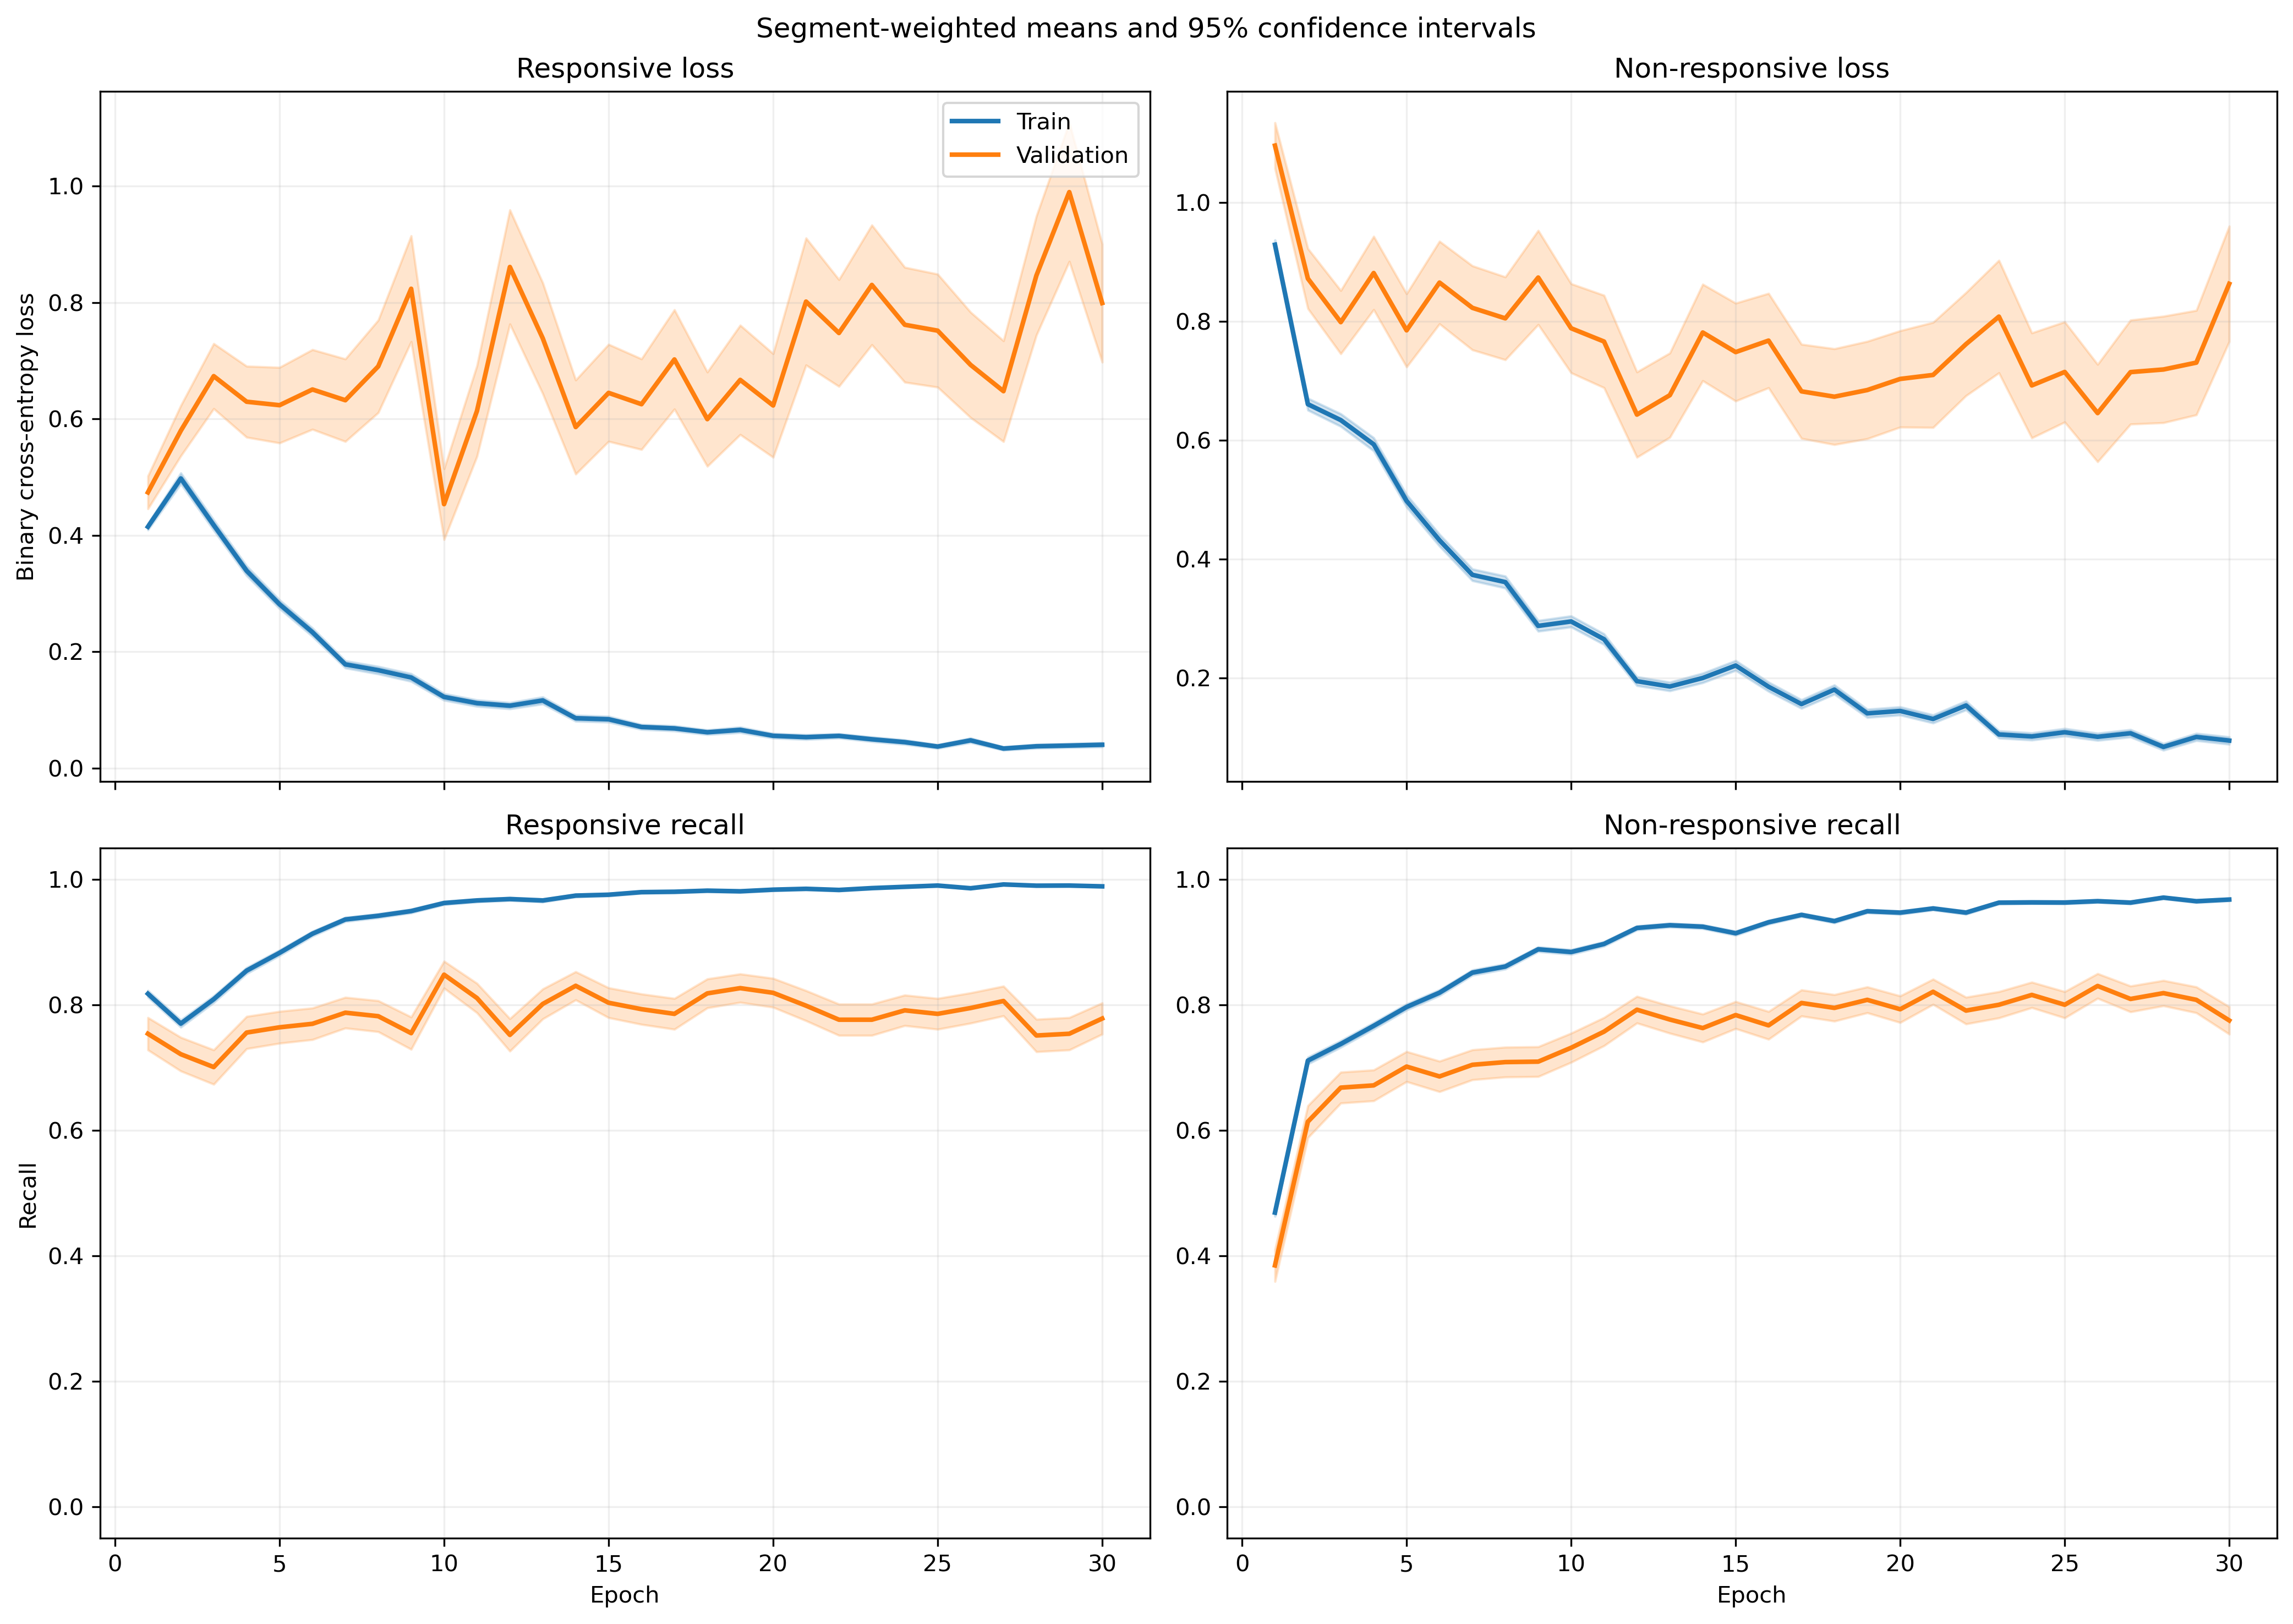 Segment-weighted means and 95% confidence intervals
Responsive loss
Non-responsive loss
Train
Validation
Binary cross-entropy loss
1.0
0.8
0.6
0.4
0.2
0.0
1.0
0.8
0.6
0.4
0.2
Responsive recall
Non-responsive recall
Recall
1.0
0.8
0.6
0.4
0.2
0.0
0 5 10 15 20 25 30
Epoch
1.0
0.8
0.6
0.4
0.2
0.0
0 5 10 15 20 25 30
Epoch